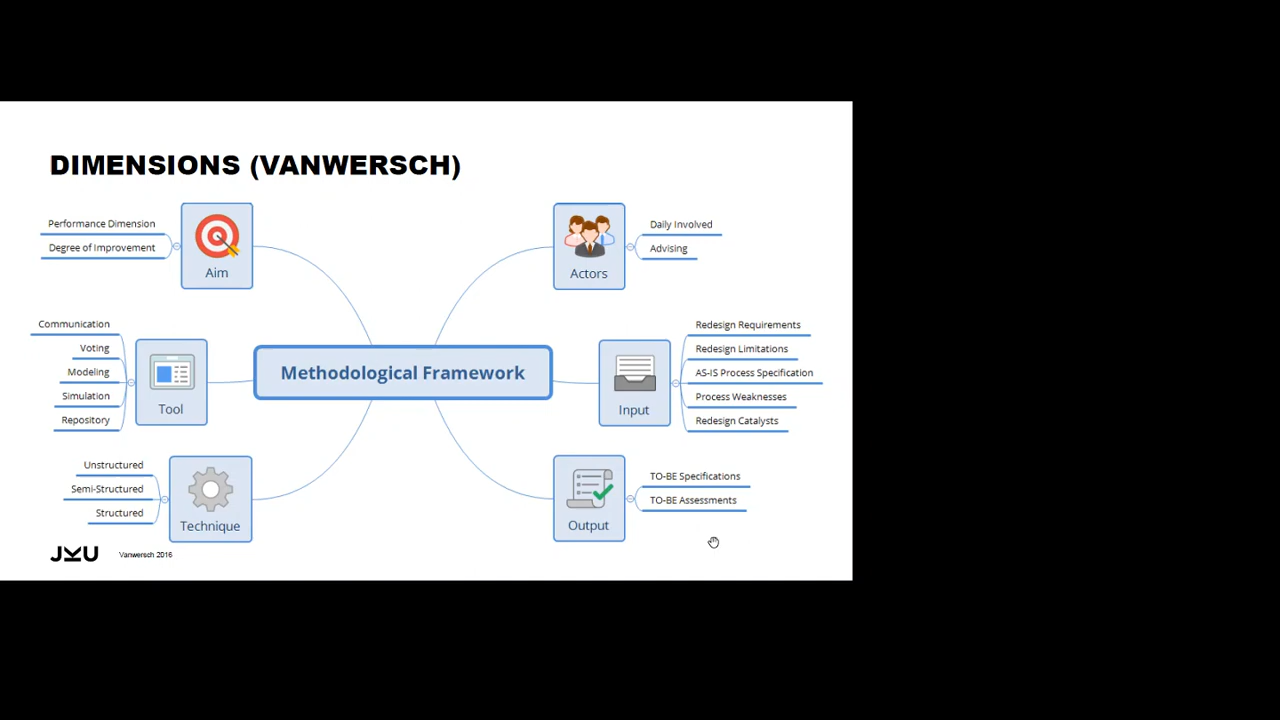 DIMENSIONS (VANWERSCH)
Performance Dimension
Degree of Improvement
Aim
Actors
Daily Involved
Advising
Communication
Voting
Modeling
Simulation
Repository
Tool
Methodological Framework
Input
Redesign Requirements
Redesign Limitations
AS-IS Process Specification
Process Weaknesses
Redesign Catalysts
Unstructured
Semi-Structured
Structured
Technique
Output
TO-BE Specifications
TO-BE Assessments
JKU
Vanwersch 2016